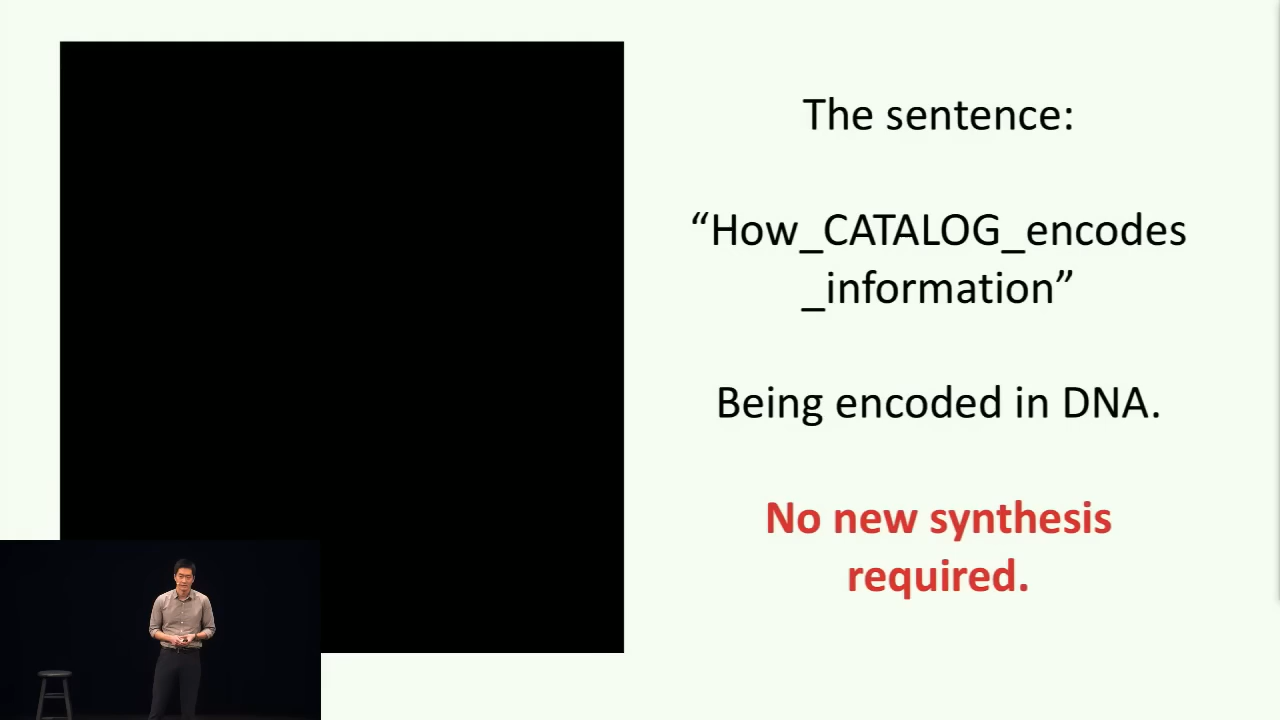 The sentence:
“How_CATALOG_encodes
_information”
Being encoded in DNA.
No new synthesis
required.